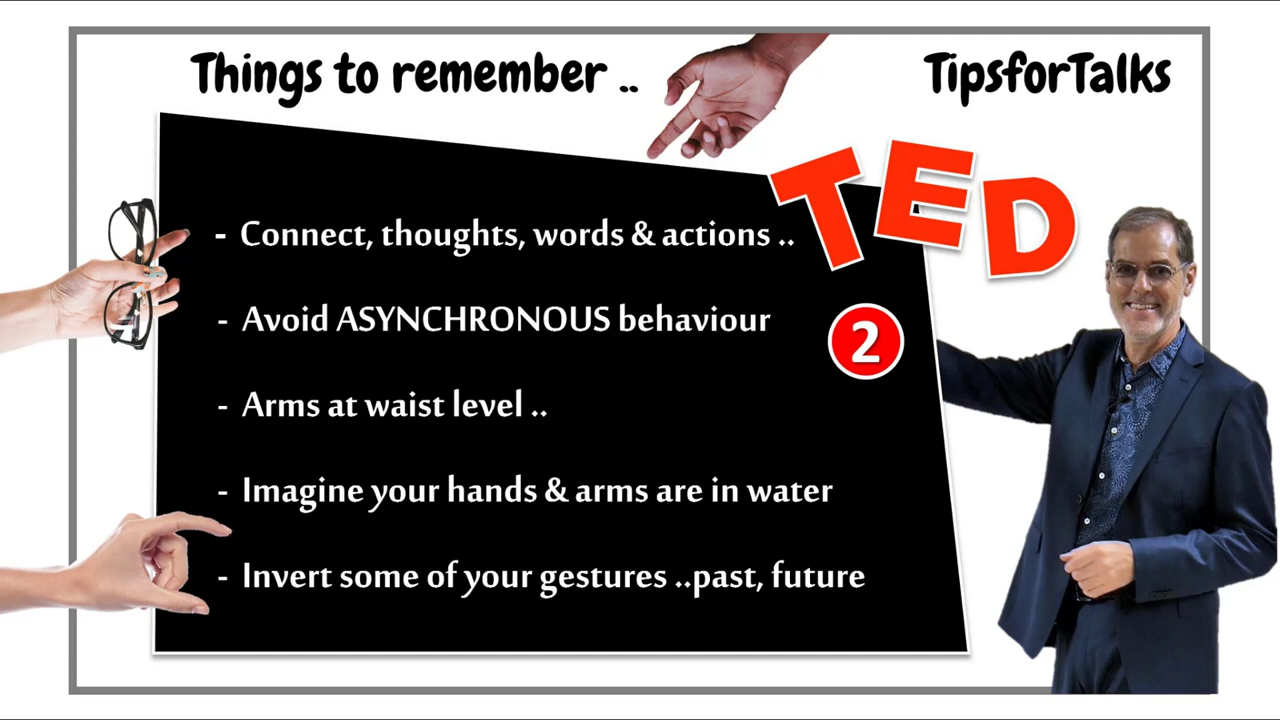 Things to remember ..
TipsforTalks
TED
- Connect, thoughts, words & actions ..
- Avoid ASYNCHRONOUS behaviour
2
- Arms at waist level ..
- Imagine your hands & arms are in water
- Invert some of your gestures ..past, future